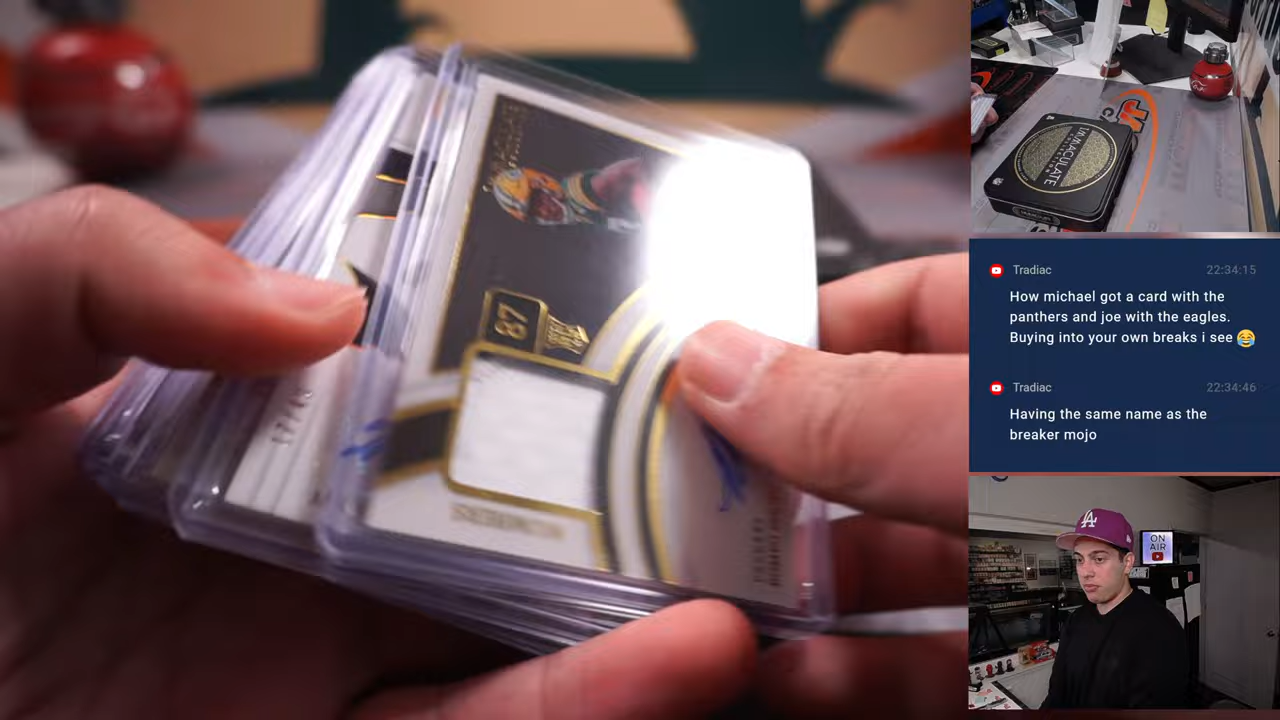 87
NUMBERS
Tradiac
22:34:15
How michael got a card with the
panthers and joe with the eagles.
Buying into your own breaks i see 😂
Tradiac
22:34:46
Having the same name as the
breaker mojo
IMMACULATE
COLLECTION
LA
ON
AIR